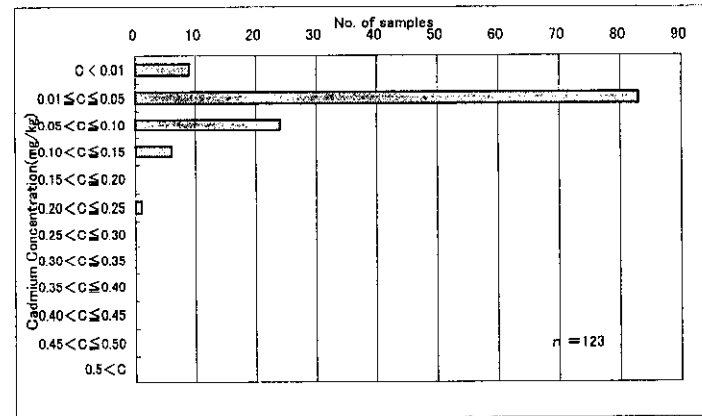 No. of samples
0 10 20 30 40 50 60 70 80 90
Cadmium Concentration(mg/kg)
C < 0.01
0.01 ≦C≦0.05
0.05<C≦0.10
0.10<C≦0.15
0.15<C≦0.20
0.20<C≦0.25
0.25<C≦0.30
0.30<C≦0.35
0.35<C≦0.40
0.40<C≦0.45
0.45<C≦0.50
0.5<C
n =123